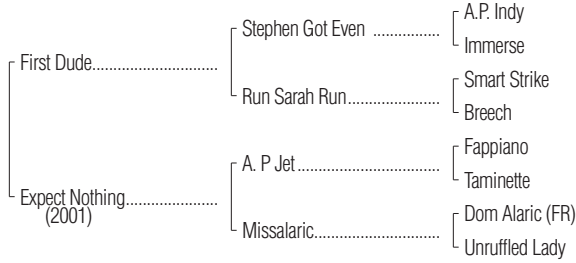 A.P. Indy
Stephen Got Even ................
Immerse
First Dude..............................
Smart Strike
Run Sarah Run......................
Breech
Fappiano
A. P Jet..................................
Taminette
Expect Nothing......................
(2001)
Dom Alaric (FR)
Missalaric..............................
Unruffled Lady